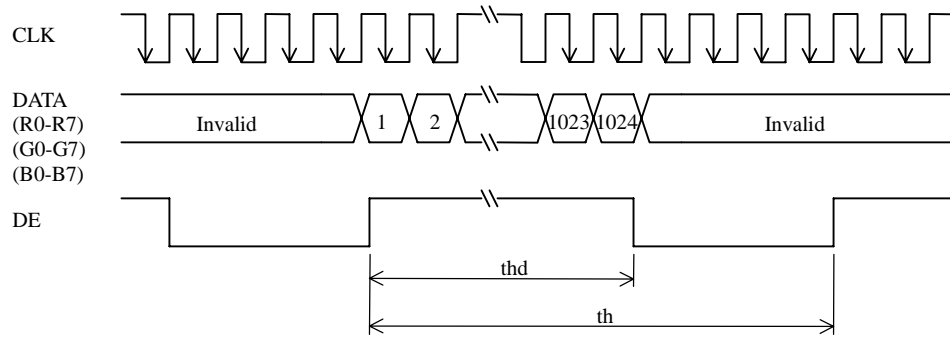 CLK
DATA
(R0-R7)
(G0-G7)
(B0-B7)
Invalid 1 2 1023 1024 Invalid
DE
thd
th